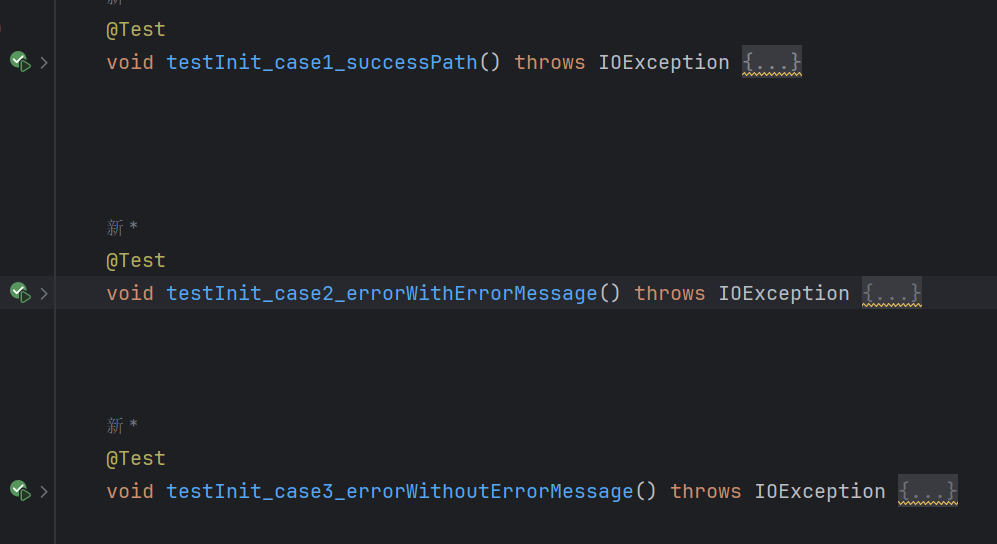 新 *
@Test
void testInit_case1_successPath() throws IOException {...}
新 *
@Test
void testInit_case2_errorWithErrorMessage() throws IOException {...}
新 *
@Test
void testInit_case3_errorWithoutErrorMessage() throws IOException {...}